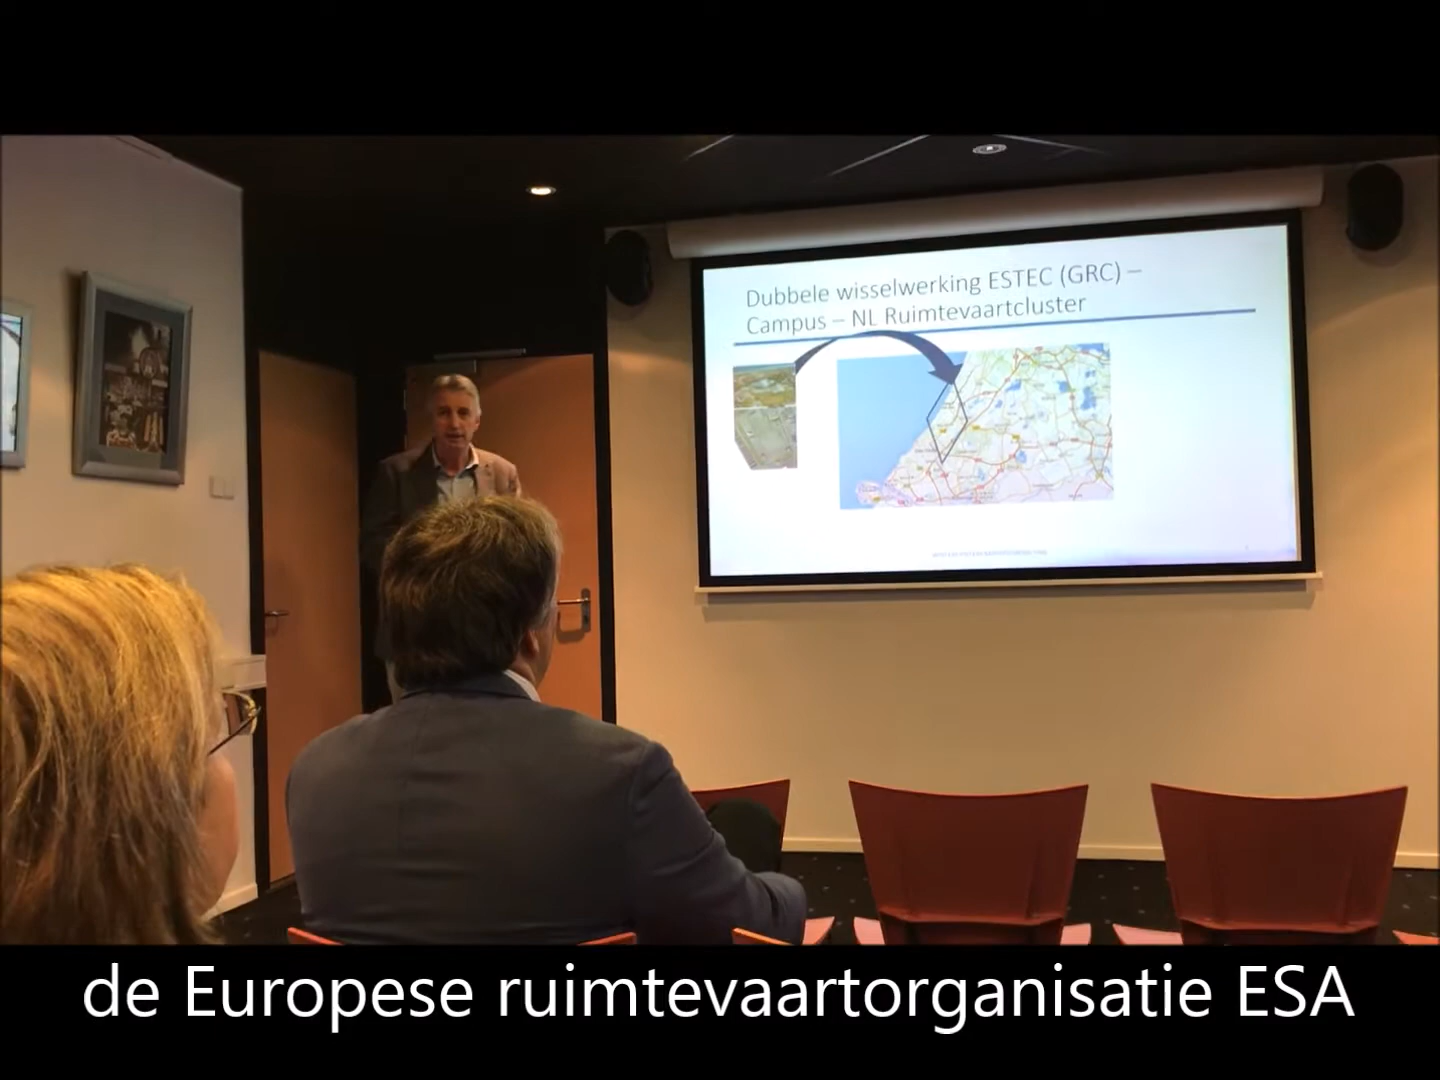 Dubbele wisselwerking ESTEC (GRC) –
Campus – NL Ruimtevaartcluster
de Europese ruimtevaartorganisatie ESA